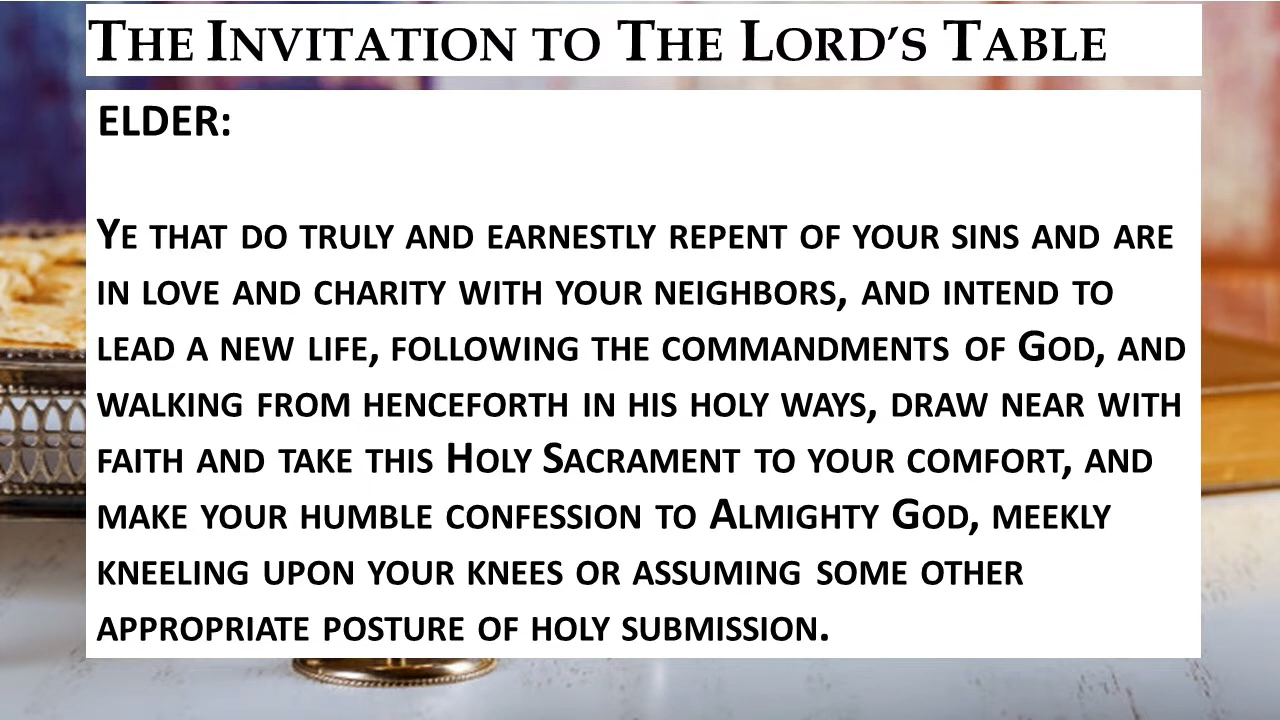 The Invitation to The Lord's Table
ELDER:
Ye that do truly and earnestly repent of your sins and are
in love and charity with your neighbors, and intend to
lead a new life, following the commandments of God, and
walking from henceforth in his holy ways, draw near with
faith and take this Holy Sacrament to your comfort, and
make your humble confession to Almighty God, meekly
kneeling upon your knees or assuming some other
appropriate posture of holy submission.